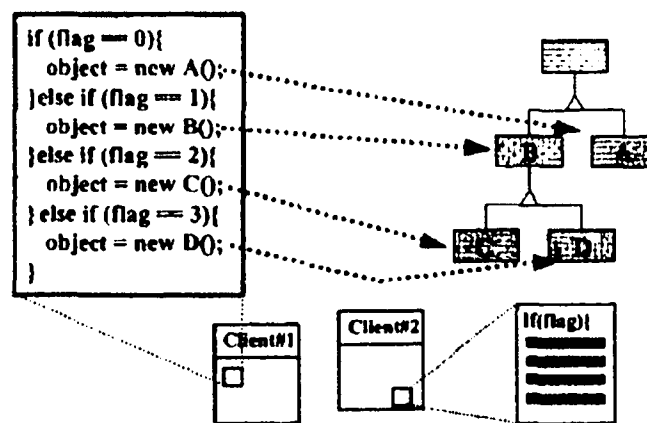 if (flag == 0){
object = new A();
}else if (flag == 1){
object = new B();
}else if (flag == 2){
object = new C();
} else if (flag == 3){
object = new D();
}
B
A
C
D
Client#1
Client#2
If(flag){